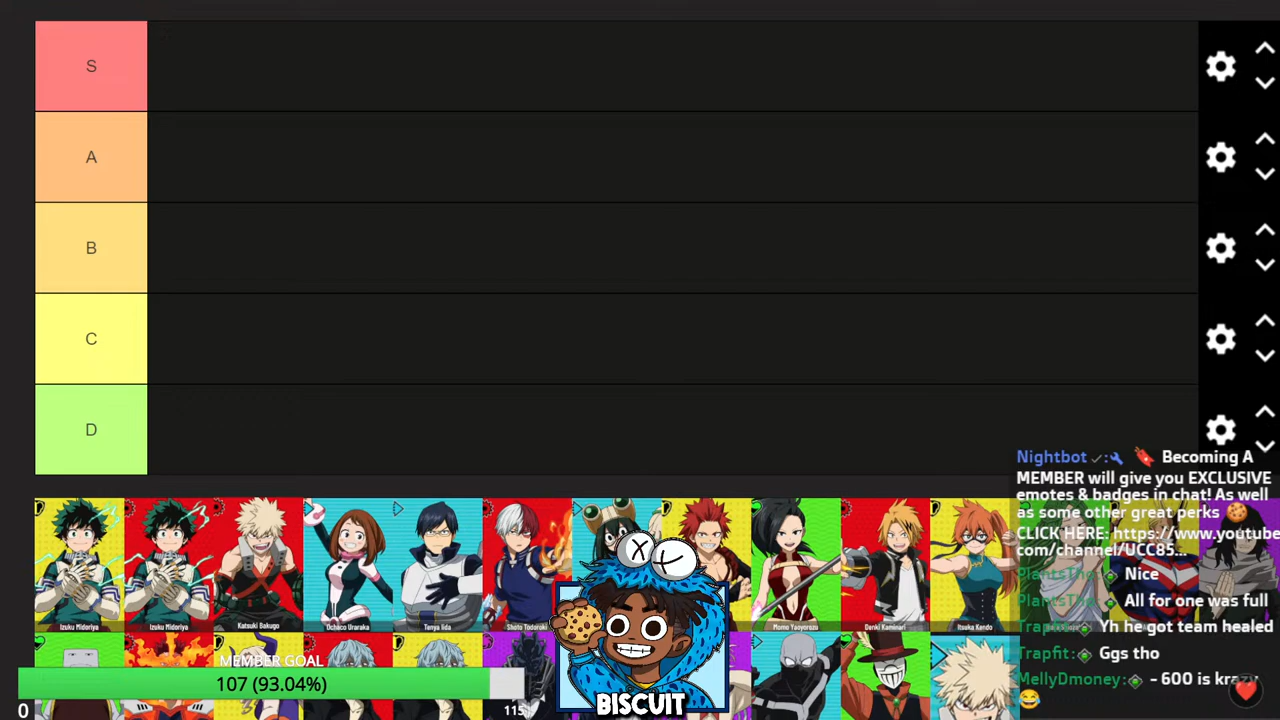 S
A
B
C
D
Nightbot Becoming A
MEMBER will give you EXCLUSIVE
emotes & badges in chat! As well
as some other great perks
CLICK HERE: https://www.youtube
com/channel/UCC85...
PlantsThe Nice
PlantsThe All for one was full
Trapfit: Yh he got team healed
Trapfit: Ggs tho
MellyDmoney: - 600 is krazy
Izuku Midoriya
Izuku Midoriya
Katsuki Bakugo
Ochaco Uraraka
Tenya Iida
Shoto Todoroki
Momo Yaoyorozu
Denki Kaminari
Itsuka Kendo
MEMBER GOAL
107 (93.04%)
0
115
BISCUIT